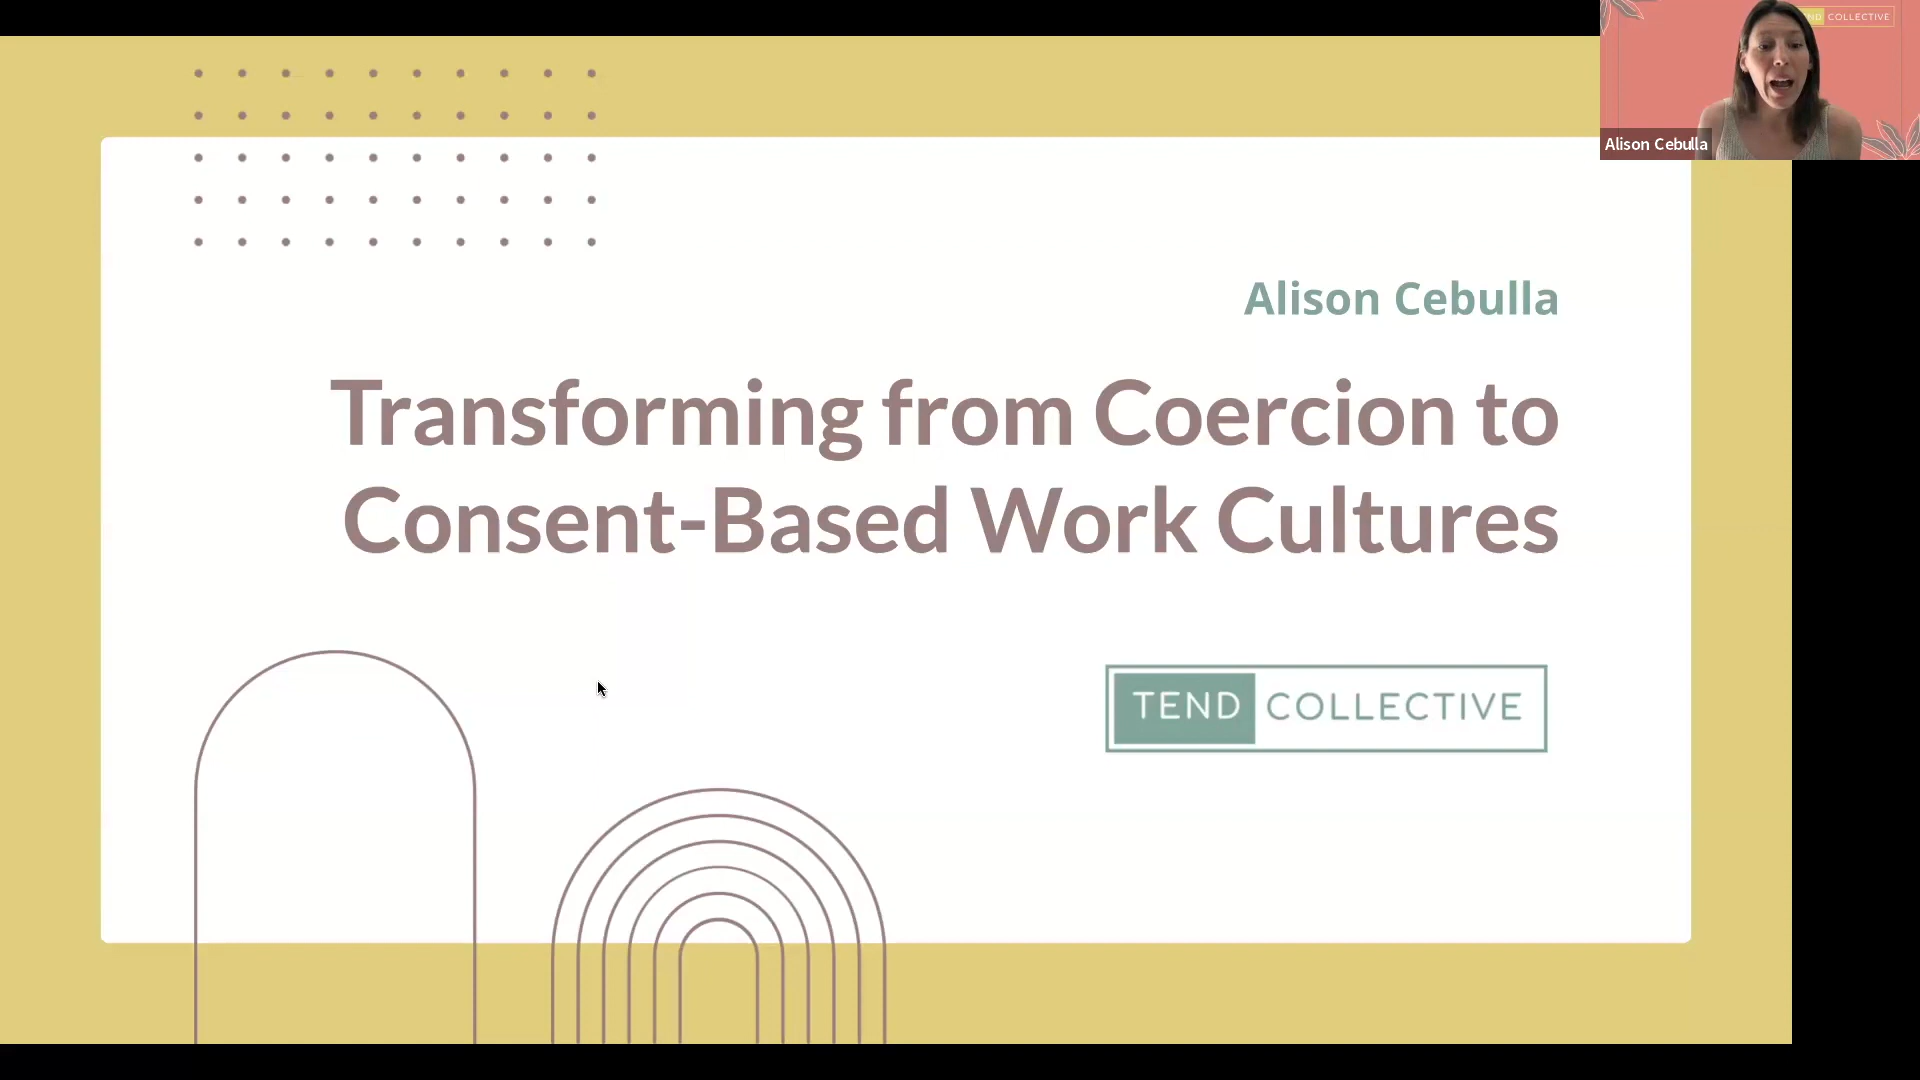 Alison Cebulla
Transforming from Coercion to
Consent-Based Work Cultures
TEND COLLECTIVE
COLLECTIVE
Alison Cebulla